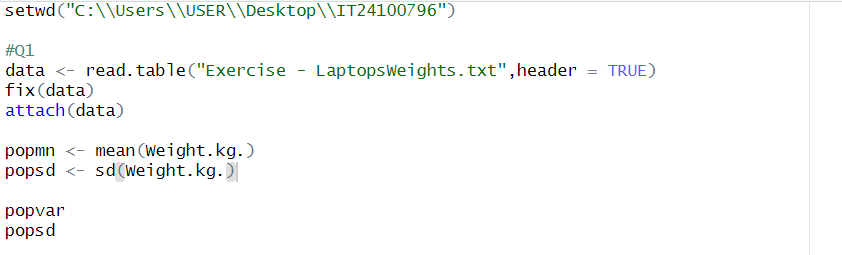 setwd("C:\\Users\\USER\\Desktop\\IT24100796")
#Q1
data <- read.table("Exercise - LaptopsWeights.txt",header = TRUE)
fix(data)
attach(data)
popmn <- mean(Weight.kg.)
popsd <- sd(Weight.kg.)
popvar
popsd